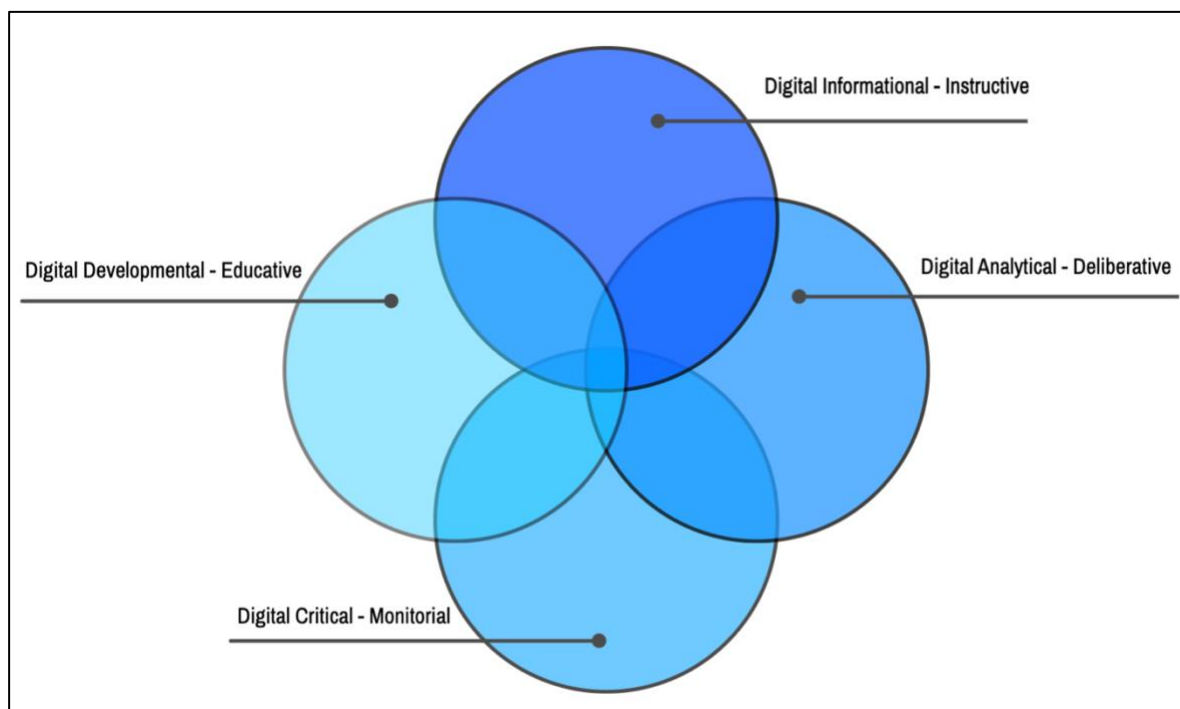 Digital Informational - Instructive
Digital Developmental - Educative
Digital Analytical - Deliberative
Digital Critical - Monitorial